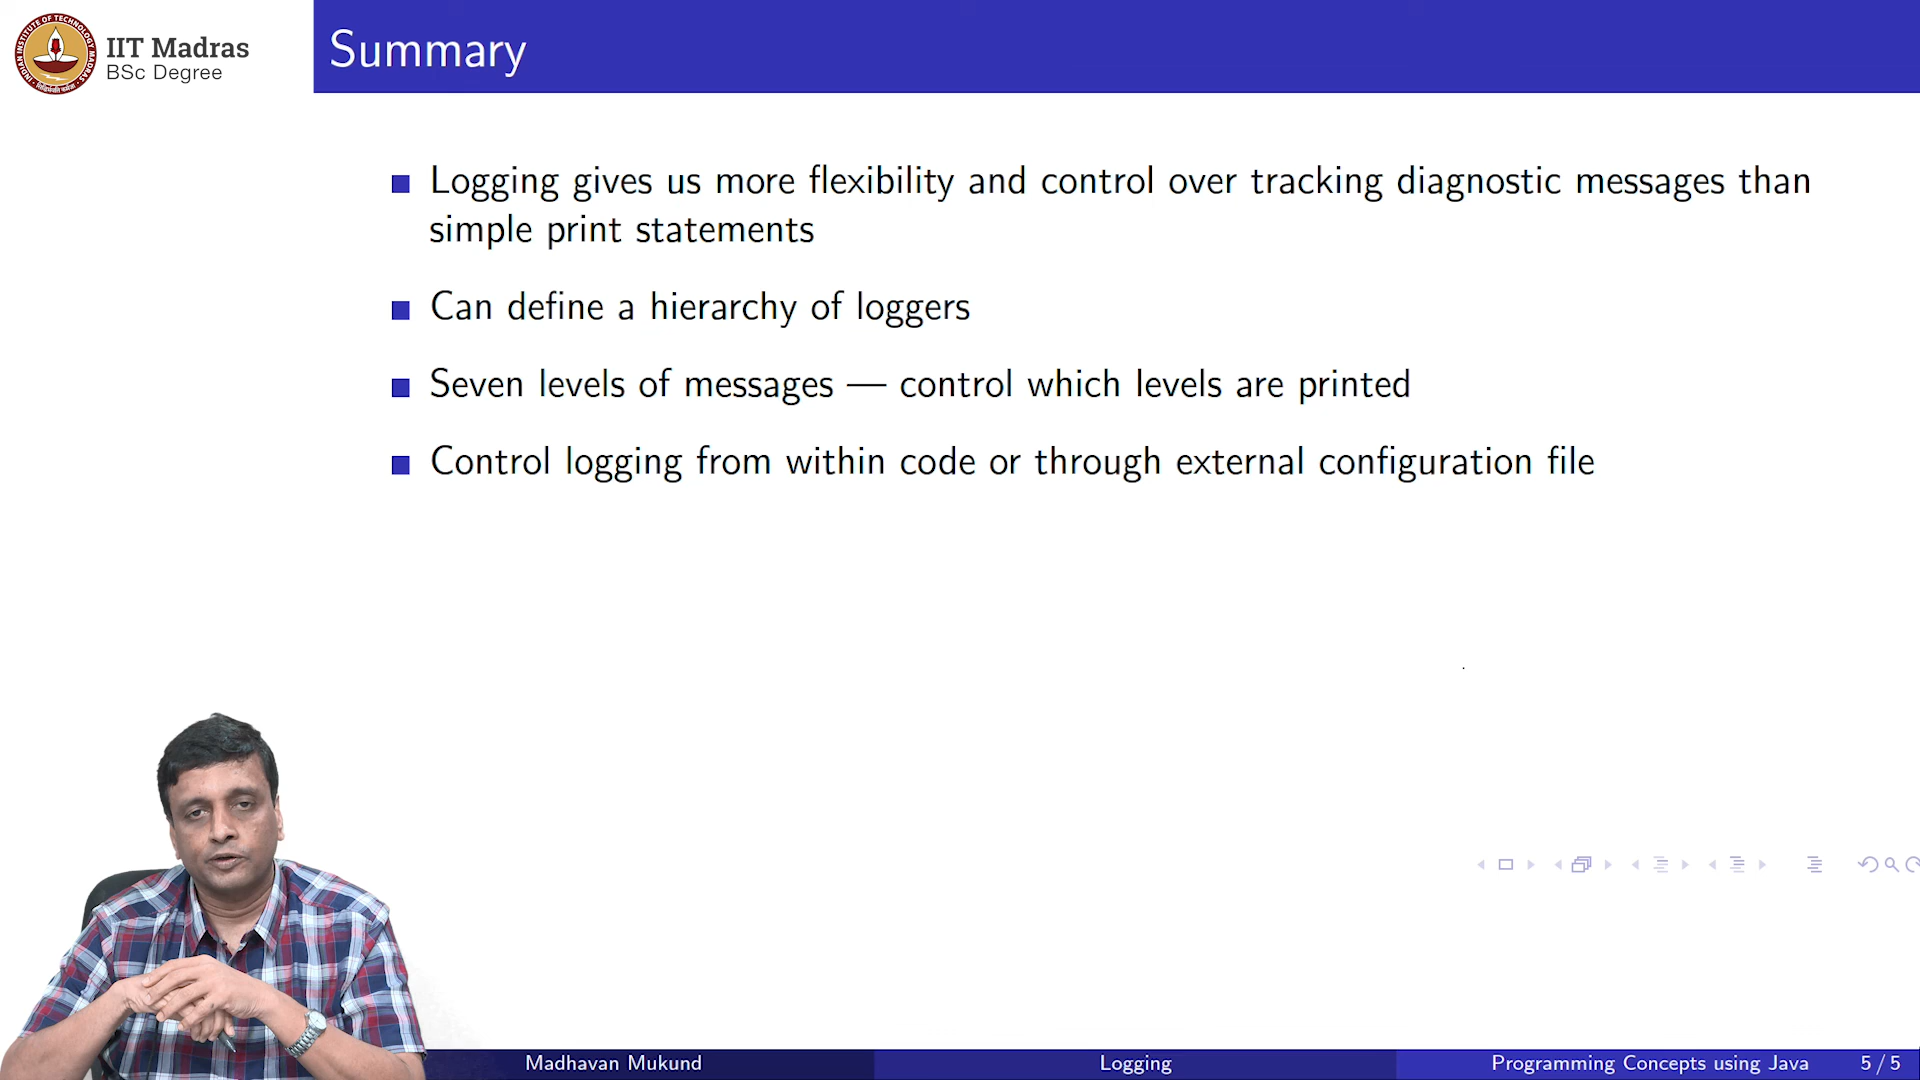 IIT Madras
BSc Degree
Summary
Logging gives us more flexibility and control over tracking diagnostic messages than
simple print statements
Can define a hierarchy of loggers
Seven levels of messages — control which levels are printed
Control logging from within code or through external configuration file
Madhavan Mukund
Logging
Programming Concepts using Java
5 / 5